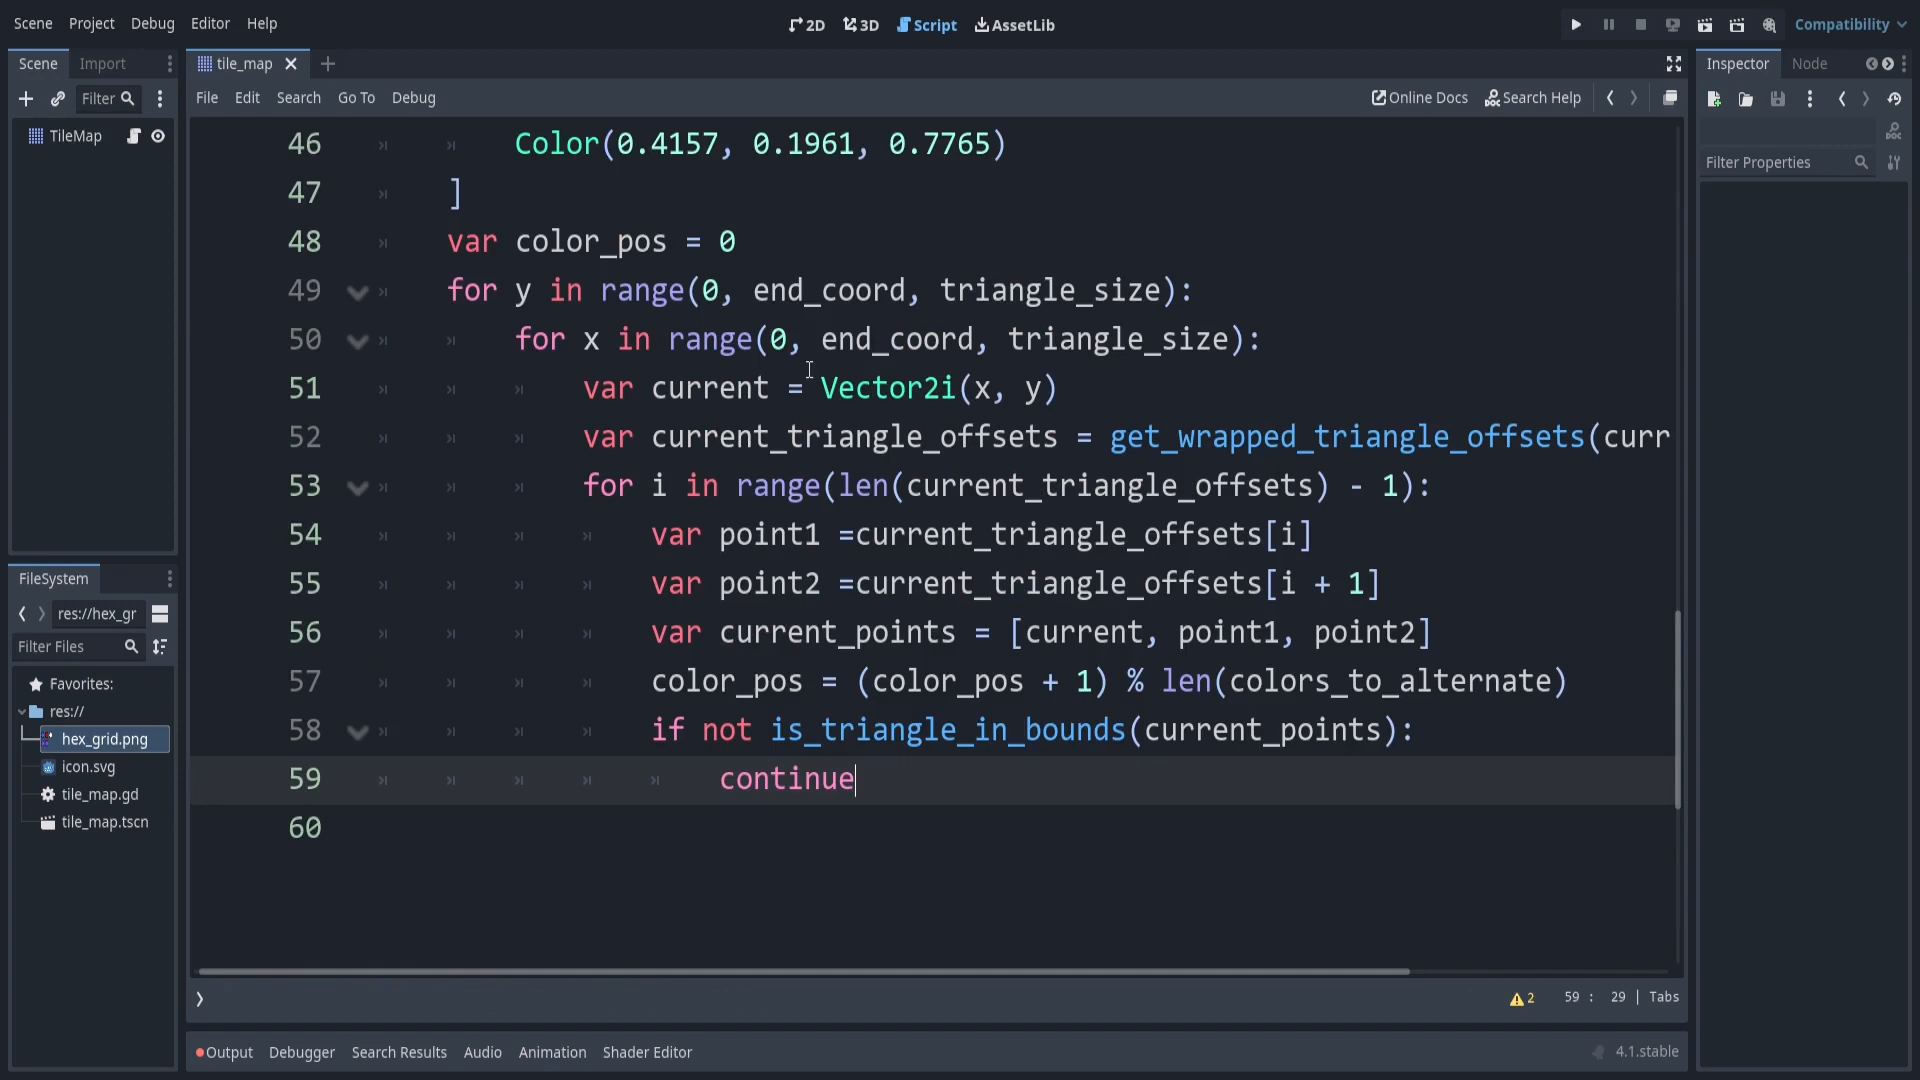 Scene Project Debug Editor Help
2D 3D Script AssetLib
Compatibility
Scene Import
tile_map
Inspector Node
Filter
File Edit Search Go To Debug
Online Docs Search Help
TileMap
Filter Properties
46 Color(0.4157, 0.1961, 0.7765)
47 ]
48 var color_pos = 0
49 for y in range(0, end_coord, triangle_size):
50 for x in range(0, end_coord, triangle_size):
51 var current = Vector2i(x, y)
52 var current_triangle_offsets = get_wrapped_triangle_offsets(curr
53 for i in range(len(current_triangle_offsets) - 1):
54 var point1 =current_triangle_offsets[i]
55 var point2 =current_triangle_offsets[i + 1]
56 var current_points = [current, point1, point2]
57 color_pos = (color_pos + 1) % len(colors_to_alternate)
58 if not is_triangle_in_bounds(current_points):
59 continue
60
FileSystem
res://hex_gr
Filter Files
Favorites:
res://
hex_grid.png
icon.svg
tile_map.gd
tile_map.tscn
2 59 : 29 | Tabs
Output Debugger Search Results Audio Animation Shader Editor
4.1.stable